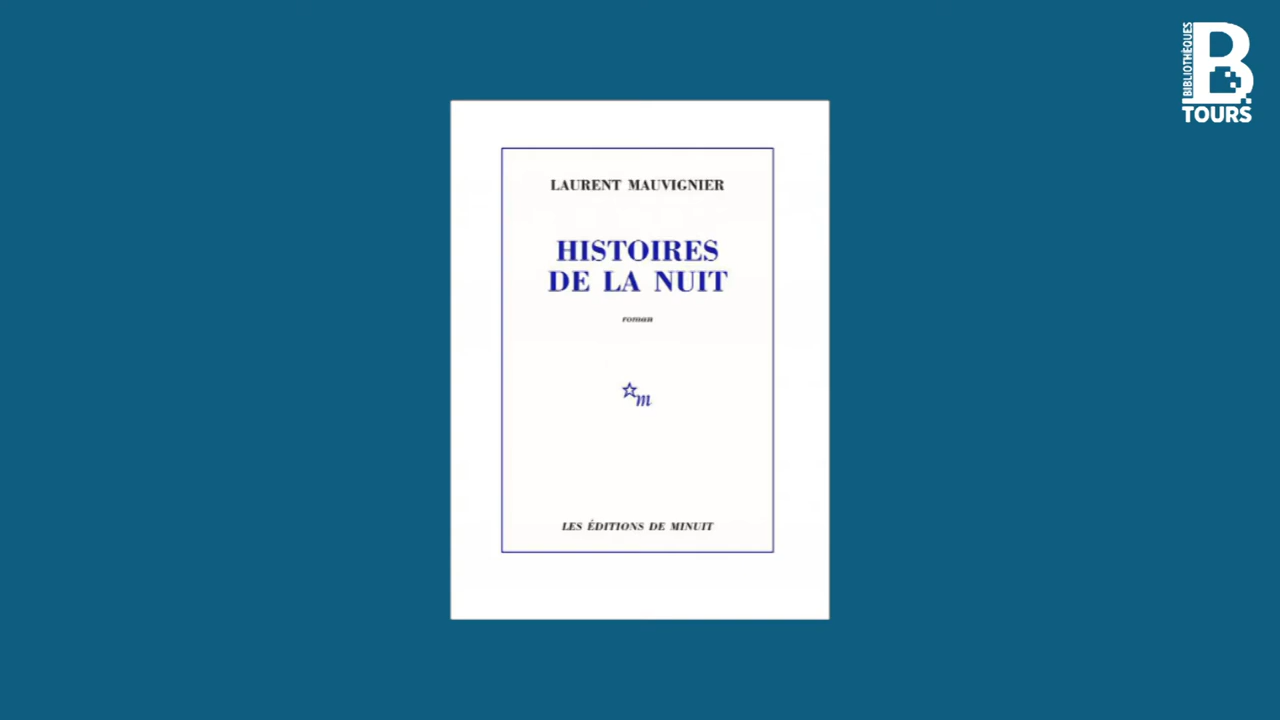 LAURENT MAUVIGNIER
HISTOIRES
DE LA NUIT
roman
m
LES ÉDITIONS DE MINUIT
BIBLIOTHÈQUES
B
TOURS